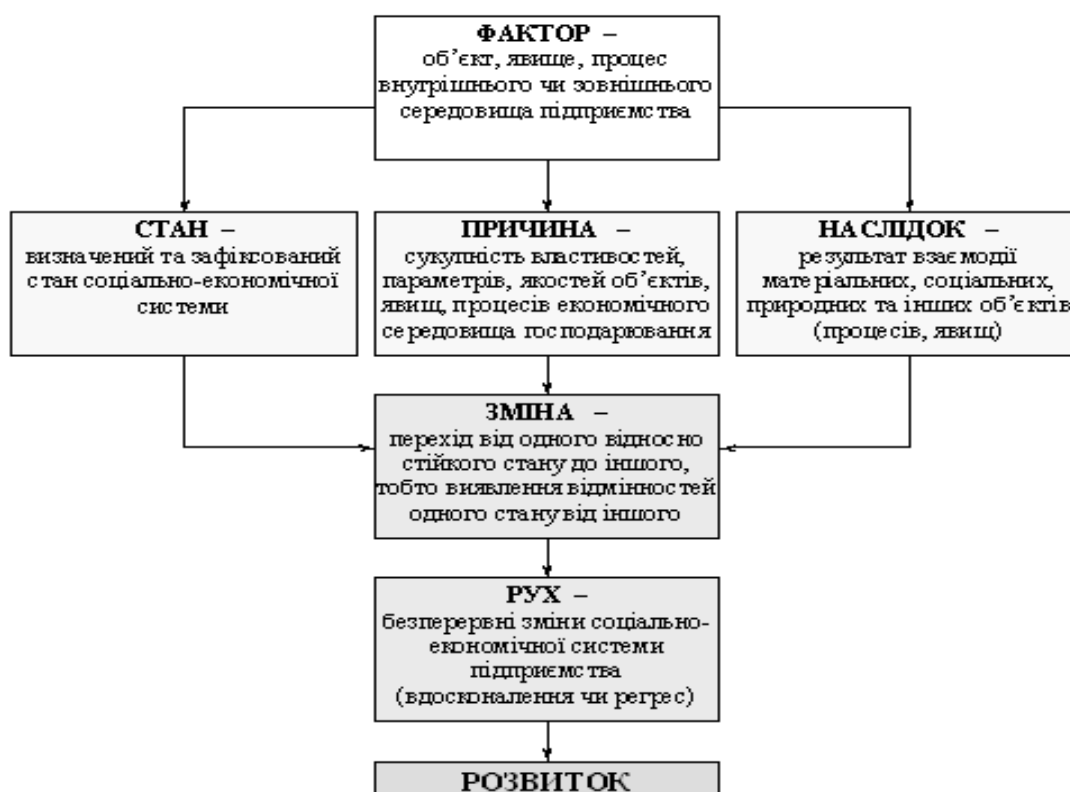 ФАКТОР –
об’єкт, явище, процес
внутрішнього чи зовнішнього
середовища підприємства
СТАН –
визначений та зафіксований
стан соціально-економічної
системи
ПРИЧИНА –
сукупність властивостей,
параметрів, якостей об’єктів,
явищ, процесів економічного
середовища господарювання
НАСЛІДОК –
результат взаємодії
матеріальних, соціальних,
природних та інших об’єктів
(процесів, явищ)
ЗМІНА –
перехід від одного відносно
стійкого стану до іншого,
тобто виявлення відмінностей
одного стану від іншого
РУХ –
безперервні зміни соціально-
економічної системи
підприємства
(вдосконалення чи регрес)
РОЗВИТОК